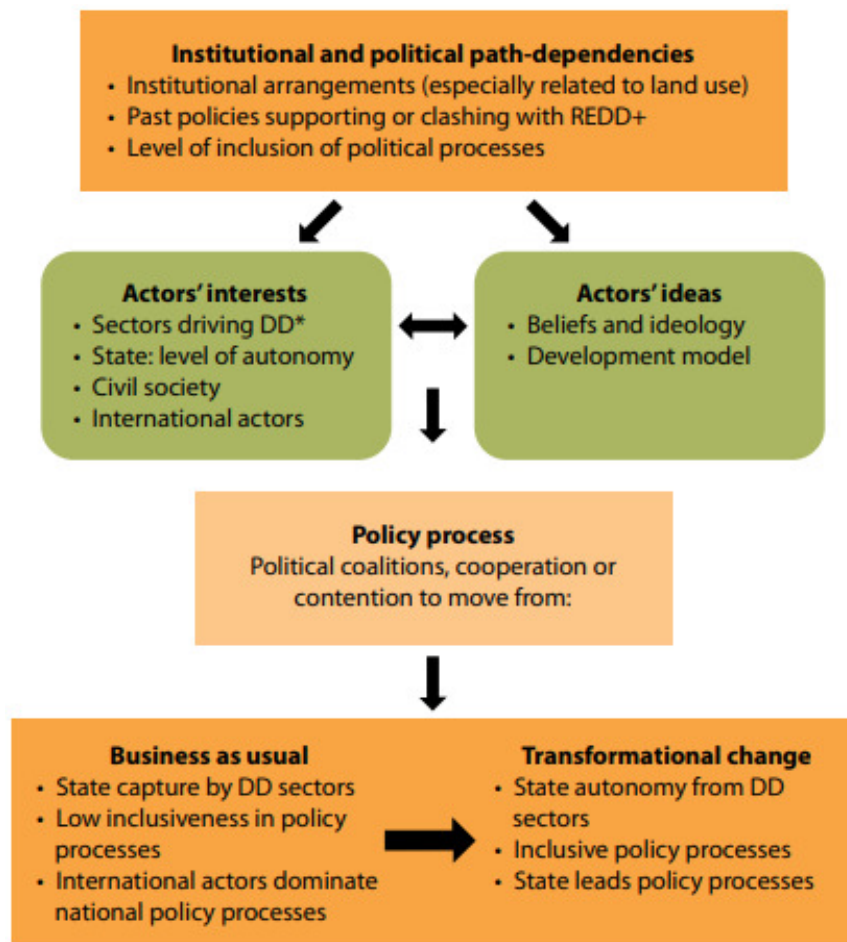 Institutional and political path-dependencies
• Institutional arrangements (especially related to land use)
• Past policies supporting or clashing with REDD+
• Level of inclusion of political processes
Actors' interests
• Sectors driving DD*
• State: level of autonomy
• Civil society
• International actors
Actors' ideas
• Beliefs and ideology
• Development model
Policy process
Political coalitions, cooperation or
contention to move from:
Business as usual
• State capture by DD sectors
• Low inclusiveness in policy
processes
• International actors dominate
national policy processes
Transformational change
• State autonomy from DD
sectors
• Inclusive policy processes
• State leads policy processes